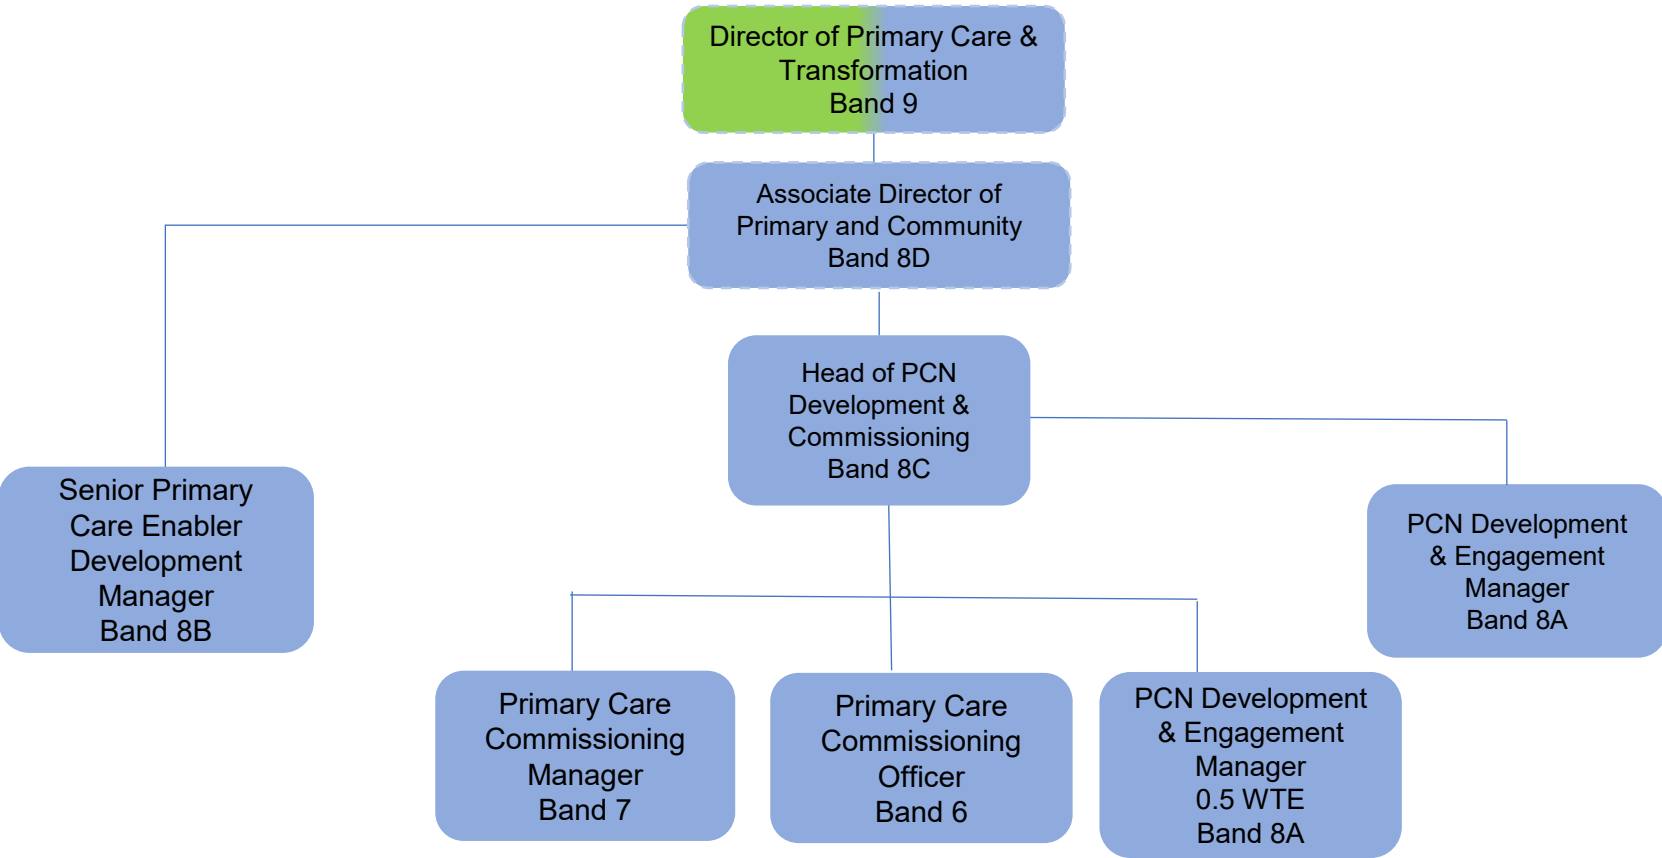 Director of Primary Care &
Transformation
Band 9
Associate Director of
Primary and Community
Band 8D
Head of PCN
Development &
Commissioning
Band 8C
Senior Primary
Care Enabler
Development
Manager
Band 8B
PCN Development
& Engagement
Manager
Band 8A
Primary Care
Commissioning
Manager
Band 7
Primary Care
Commissioning
Officer
Band 6
PCN Development
& Engagement
Manager
0.5 WTE
Band 8A